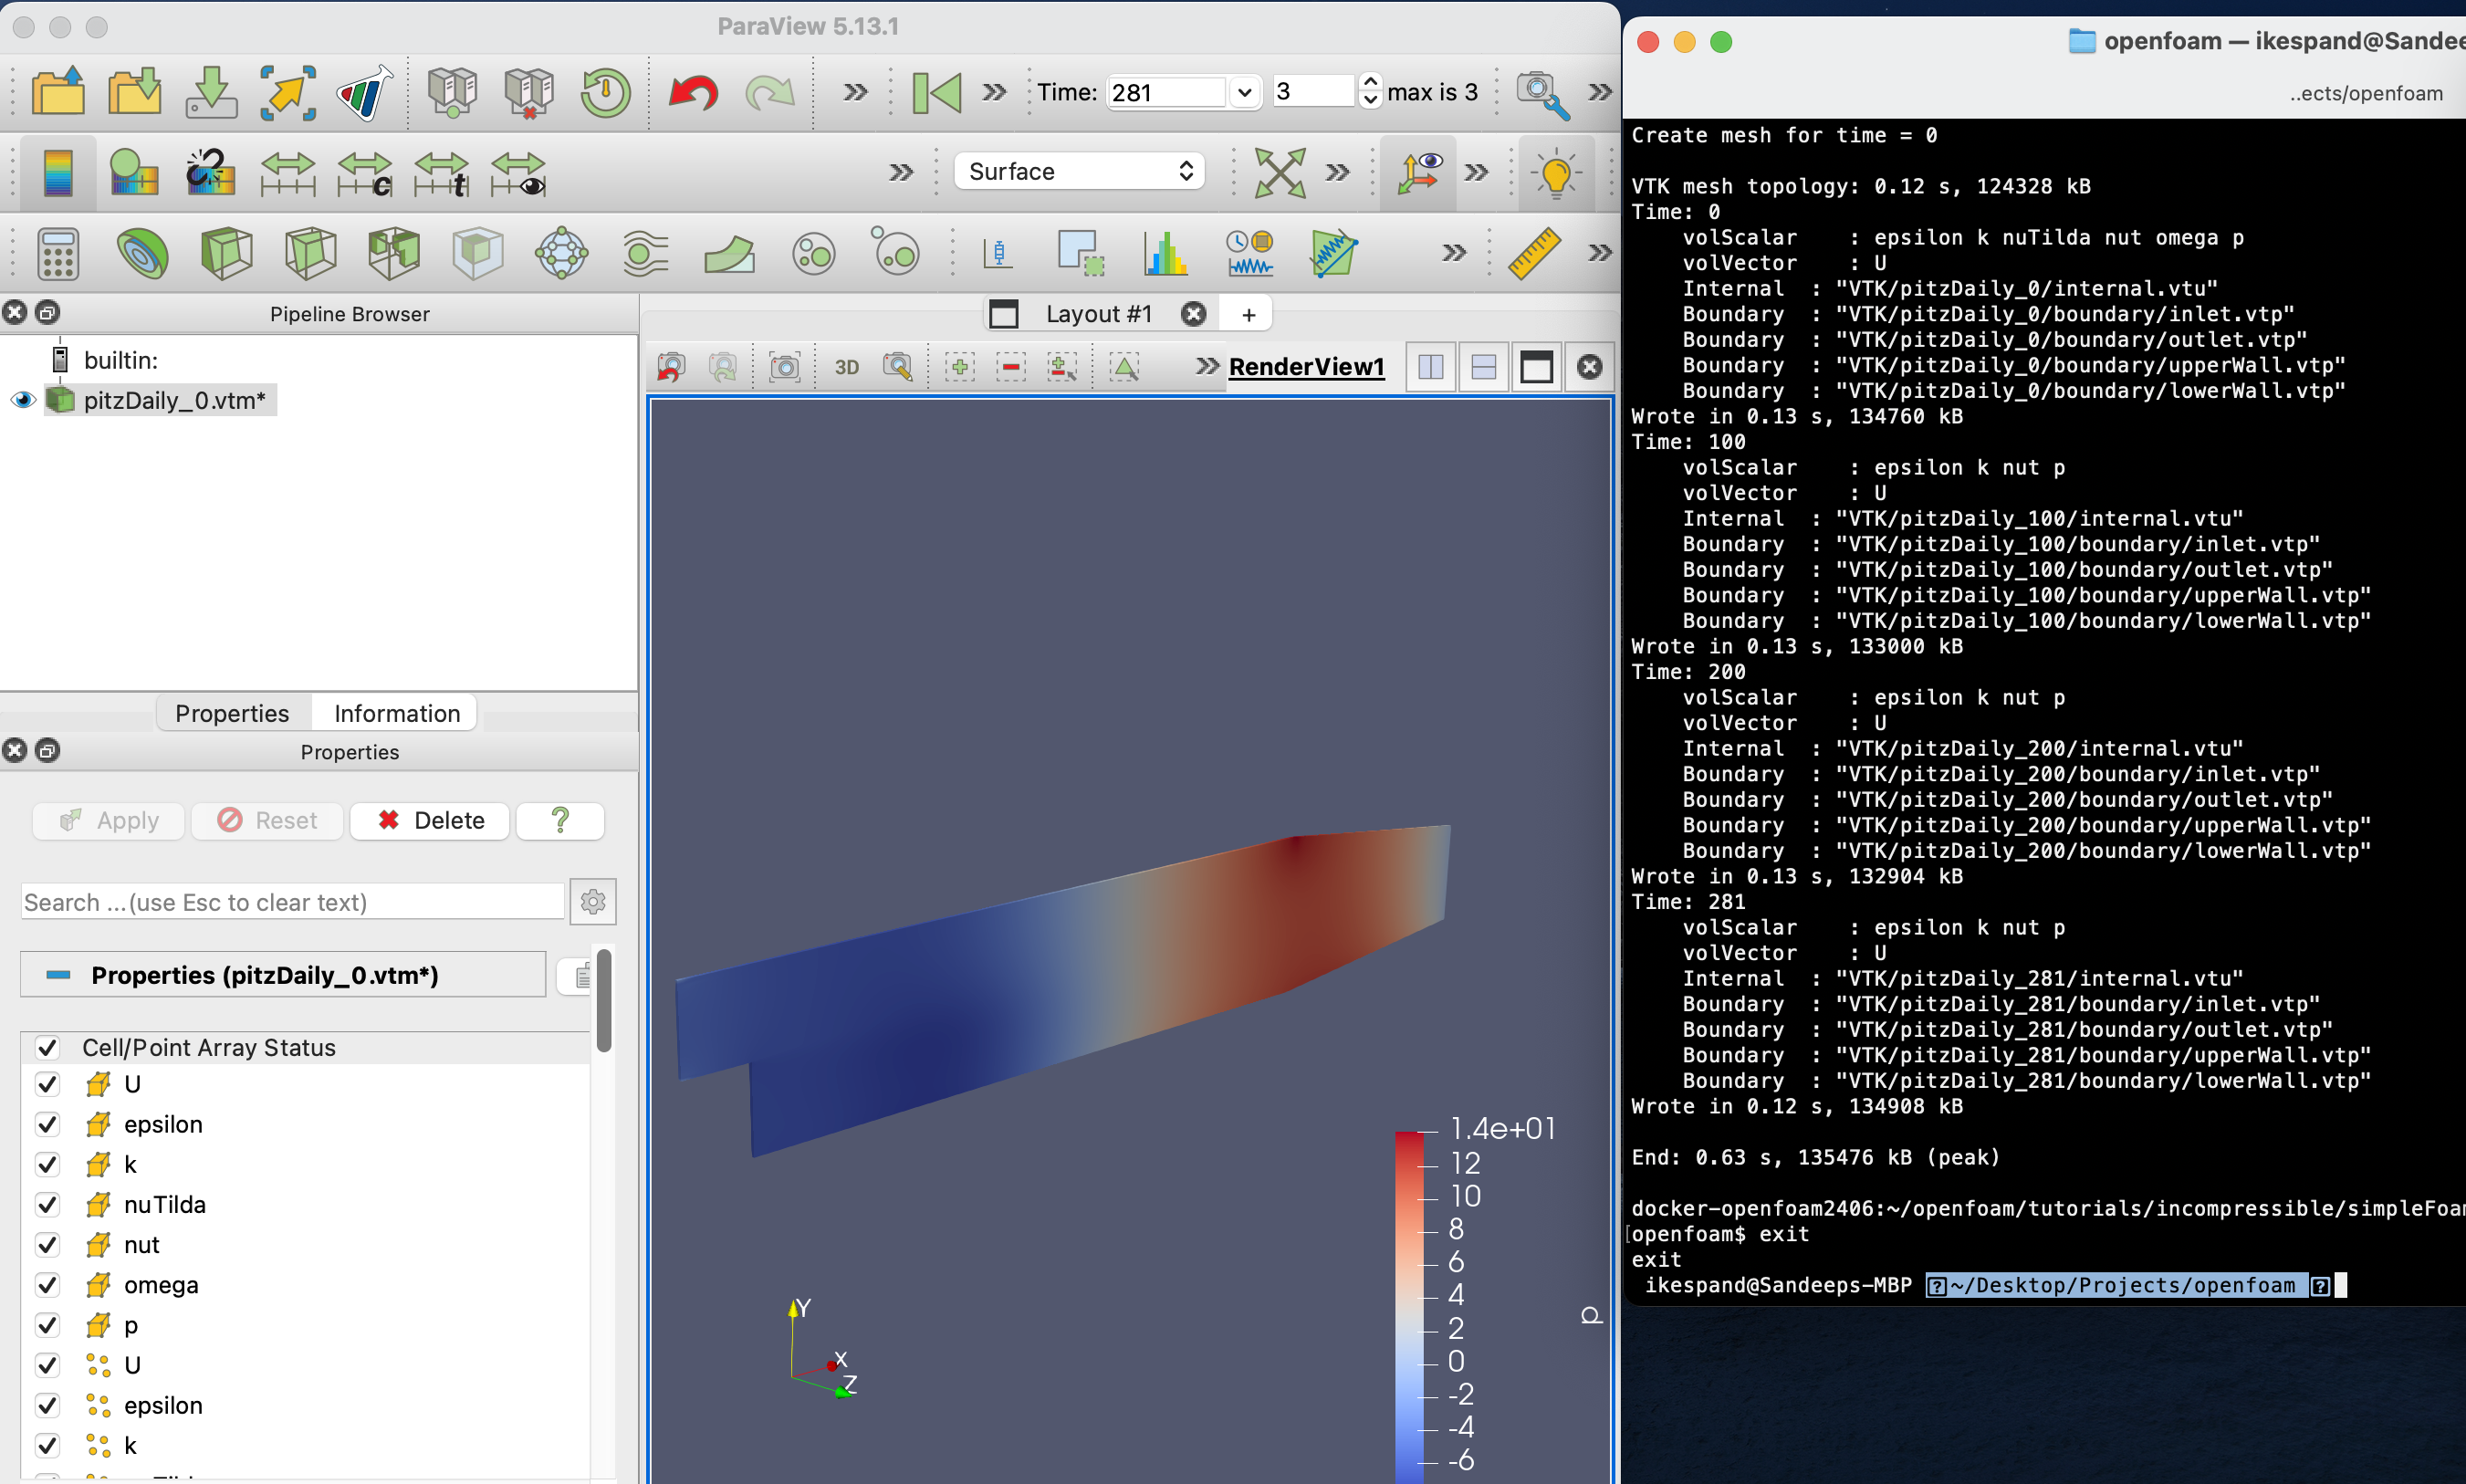 ParaView 5.13.1
Time: 281 3 max is 3
Surface
c t
Pipeline Browser
builtin:
pitzDaily_0.vtm*
Properties Information
Properties
Apply Reset Delete ?
Search ...(use Esc to clear text)
Properties (pitzDaily_0.vtm*)
Cell/Point Array Status
U
epsilon
k
nuTilda
nut
omega
p
U
epsilon
k
Layout #1 +
3D RenderView1
1.4e+01
12
10
8
6
4
2
0
-2
-4
-6
p
Y
X
Z
openfoam — ikespand@Sandee
..ects/openfoam
Create mesh for time = 0
VTK mesh topology: 0.12 s, 124328 kB
Time: 0
volScalar : epsilon k nuTilda nut omega p
volVector : U
Internal : "VTK/pitzDaily_0/internal.vtu"
Boundary : "VTK/pitzDaily_0/boundary/inlet.vtp"
Boundary : "VTK/pitzDaily_0/boundary/outlet.vtp"
Boundary : "VTK/pitzDaily_0/boundary/upperWall.vtp"
Boundary : "VTK/pitzDaily_0/boundary/lowerWall.vtp"
Wrote in 0.13 s, 134760 kB
Time: 100
volScalar : epsilon k nut p
volVector : U
Internal : "VTK/pitzDaily_100/internal.vtu"
Boundary : "VTK/pitzDaily_100/boundary/inlet.vtp"
Boundary : "VTK/pitzDaily_100/boundary/outlet.vtp"
Boundary : "VTK/pitzDaily_100/boundary/upperWall.vtp"
Boundary : "VTK/pitzDaily_100/boundary/lowerWall.vtp"
Wrote in 0.13 s, 133000 kB
Time: 200
volScalar : epsilon k nut p
volVector : U
Internal : "VTK/pitzDaily_200/internal.vtu"
Boundary : "VTK/pitzDaily_200/boundary/inlet.vtp"
Boundary : "VTK/pitzDaily_200/boundary/outlet.vtp"
Boundary : "VTK/pitzDaily_200/boundary/upperWall.vtp"
Boundary : "VTK/pitzDaily_200/boundary/lowerWall.vtp"
Wrote in 0.13 s, 132904 kB
Time: 281
volScalar : epsilon k nut p
volVector : U
Internal : "VTK/pitzDaily_281/internal.vtu"
Boundary : "VTK/pitzDaily_281/boundary/inlet.vtp"
Boundary : "VTK/pitzDaily_281/boundary/outlet.vtp"
Boundary : "VTK/pitzDaily_281/boundary/upperWall.vtp"
Boundary : "VTK/pitzDaily_281/boundary/lowerWall.vtp"
Wrote in 0.12 s, 134908 kB
End: 0.63 s, 135476 kB (peak)
docker-openfoam2406:~/openfoam/tutorials/incompressible/simpleFoam
[openfoam$ exit
exit
ikespand@Sandeeps-MBP ?~/Desktop/Projects/openfoam ?